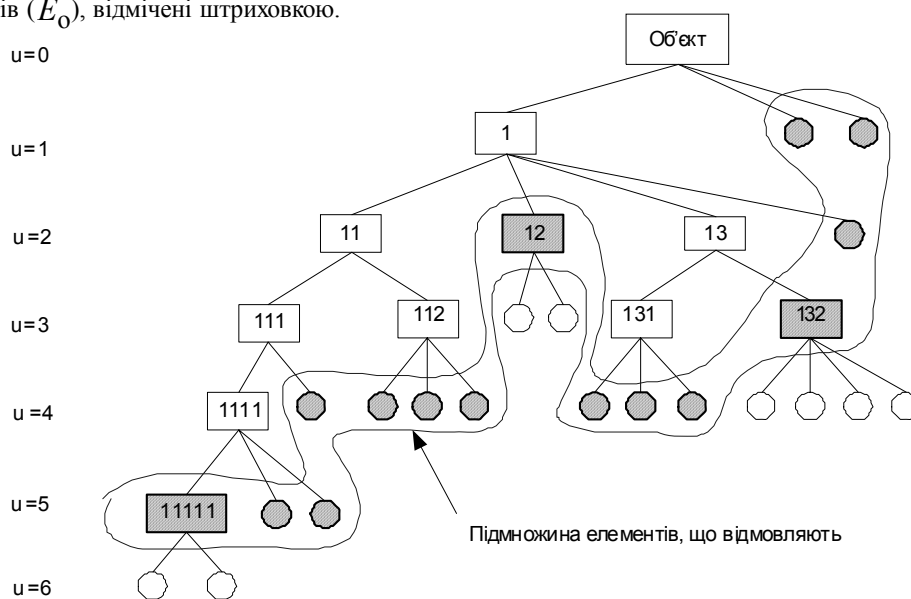 ів (Eo), відмічені штриховкою.
u=0
Об'єкт
u=1
1
u=2
11
12
13
u=3
111
112
131
132
u=4
1111
u=5
11111
Підмножина елементів, що відмовляють
u=6